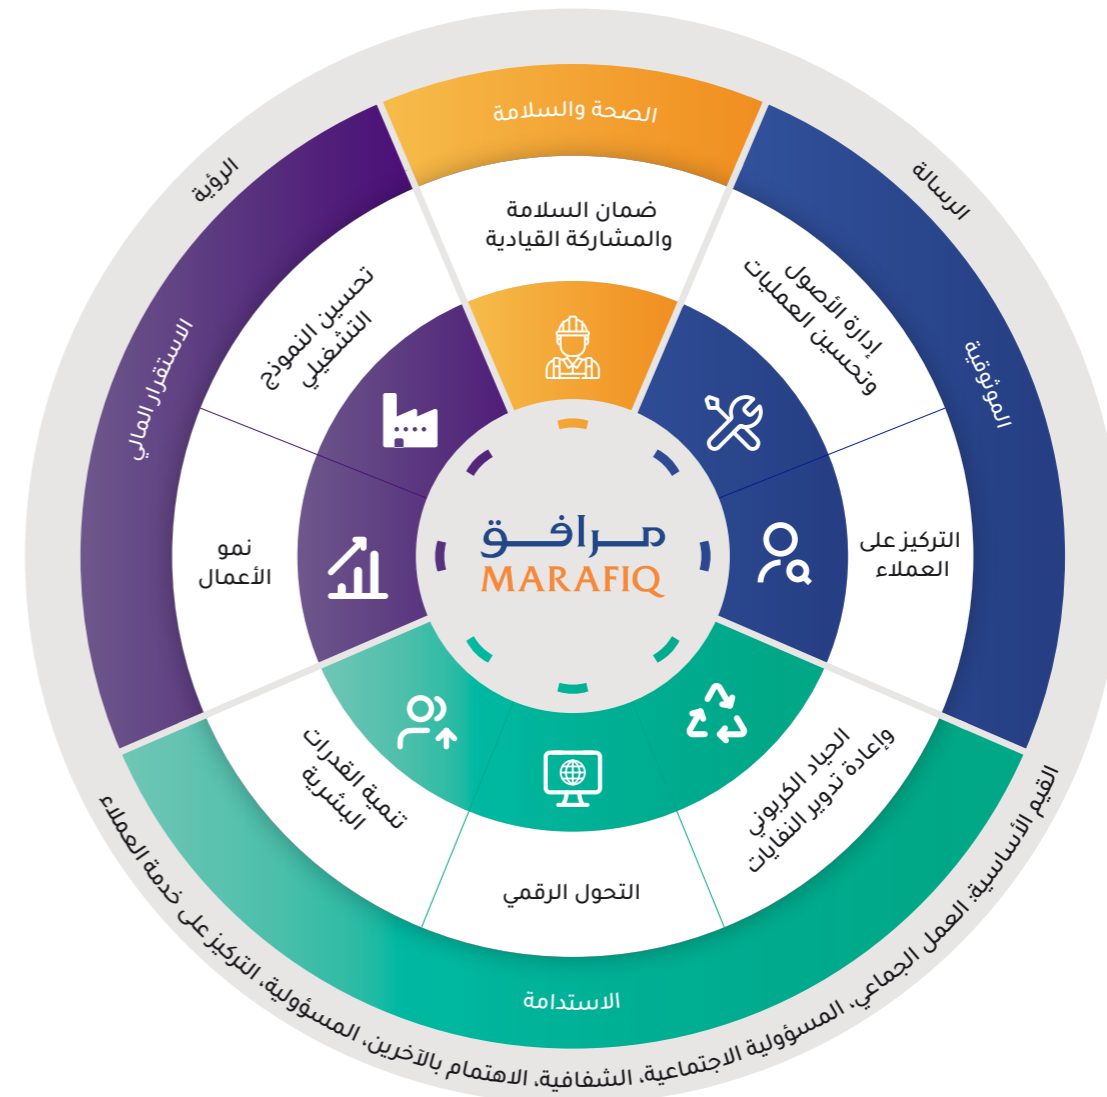 الرؤية
الرسالة
الصحة والسلامة
ضمان السلامة
والمشاركة القيادية
الموثوقية
إدارة الأصول
وتحسين العمليات
التركيز على
العملاء
الاستقرار المالي
تحسين النموذج
التشغيلي
نمو
الأعمال
مرافق
MARAFIQ
الحياد الكربوني
وإعادة تدوير النفايات
التحول الرقمي
تنمية القدرات
البشرية
الاستدامة
القيم الأساسية: العمل الجماعي، المسؤولية الاجتماعية، الشفافية، الاهتمام بالآخرين، المسؤولية، التركيز على خدمة العملاء